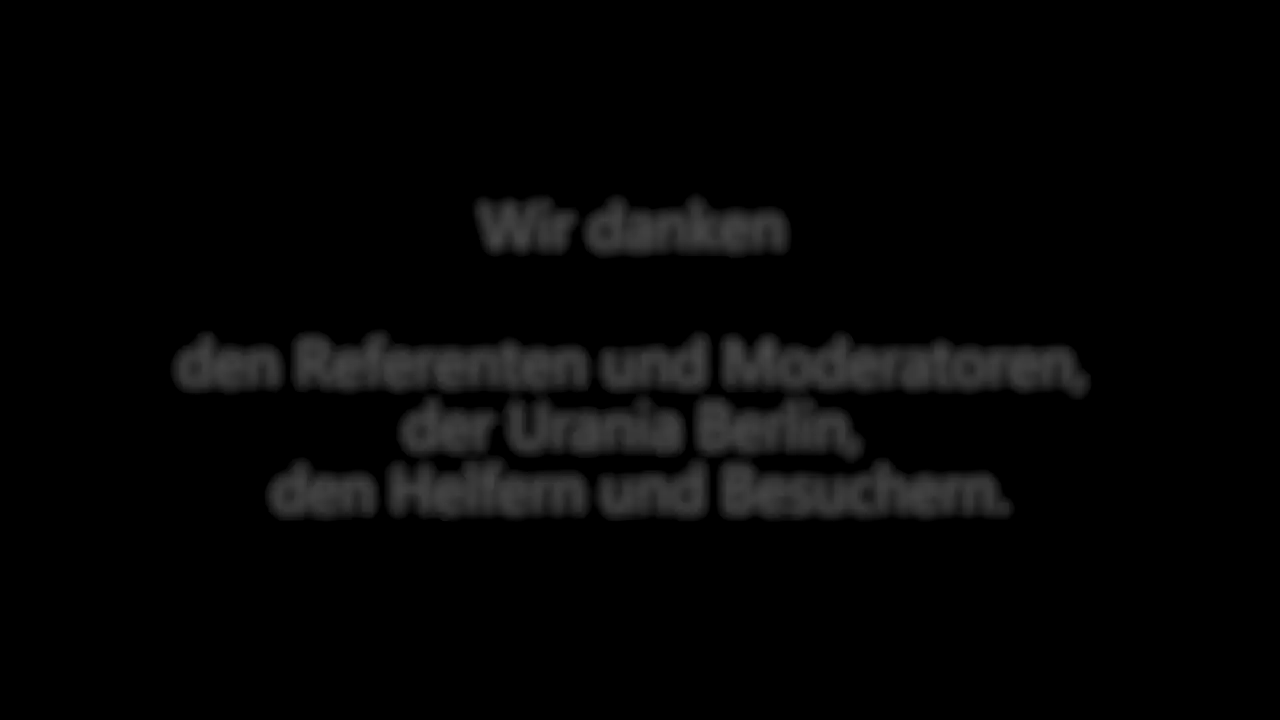 Wir danken
den Referenten und Moderatoren,
der Urania Berlin,
den Helfern und Besuchern.